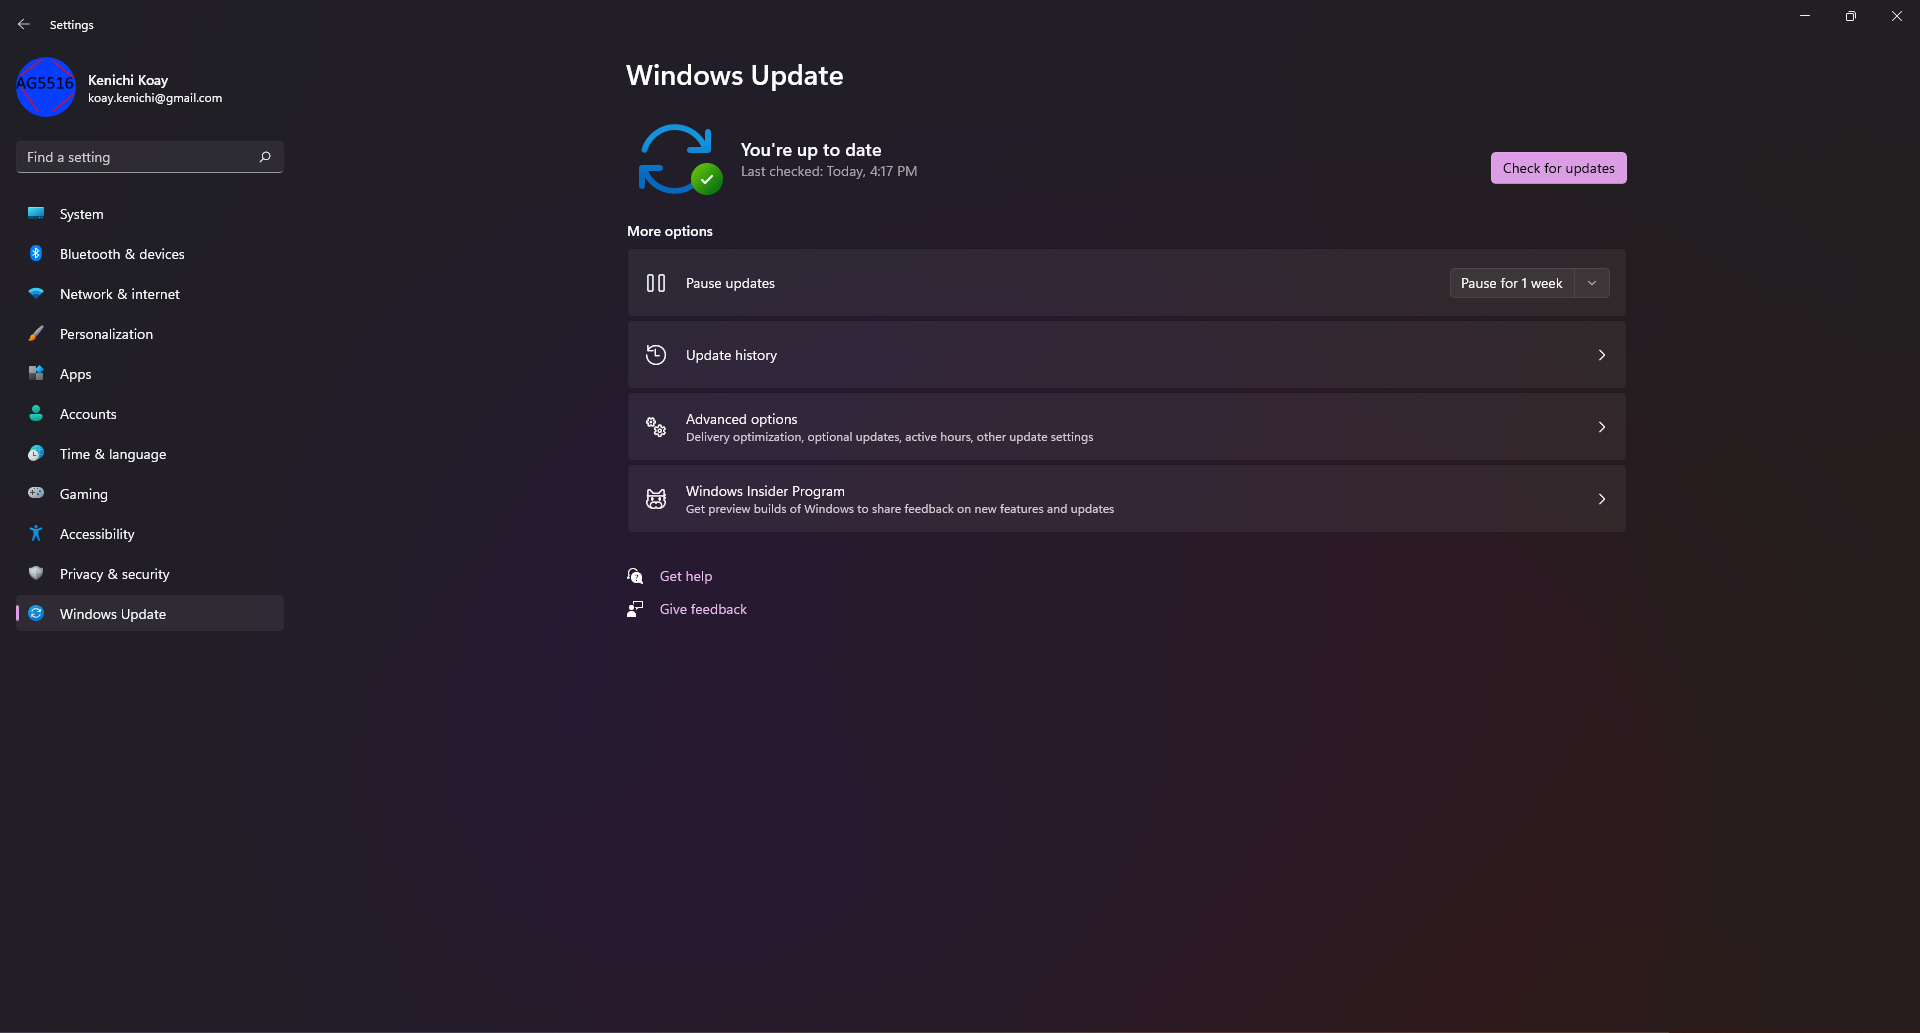 Settings
AG5516
Kenichi Koay
koay.kenichi@gmail.com
Find a setting
System
Bluetooth & devices
Network & internet
Personalization
Apps
Accounts
Time & language
Gaming
Accessibility
Privacy & security
Windows Update
Windows Update
You're up to date
Last checked: Today, 4:17 PM
Check for updates
More options
Pause updates
Pause for 1 week
Update history
Advanced options
Delivery optimization, optional updates, active hours, other update settings
Windows Insider Program
Get preview builds of Windows to share feedback on new features and updates
Get help
Give feedback